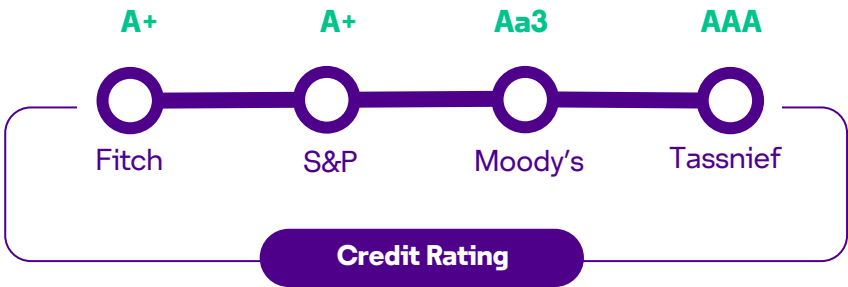 A+ A+ Aa3 AAA
Fitch S&P Moody's Tassnief
Credit Rating